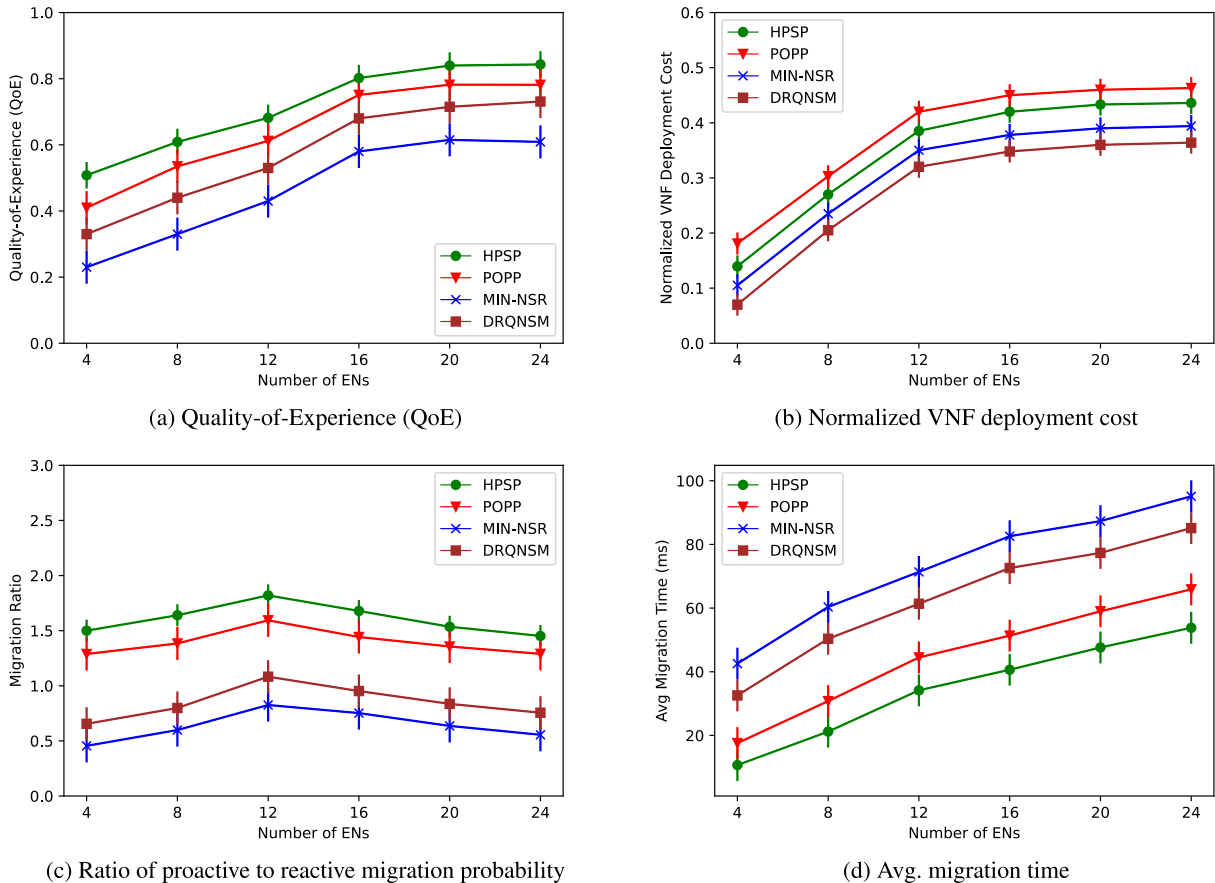 1.0
0.8
0.6
0.4
0.2
0.0
Quality-of-Experience (QoE)
HPSP
POPP
MIN-NSR
DRQNSM
4 8 12 16 20 24
Number of ENs
(a) Quality-of-Experience (QoE)
0.6
0.5
0.4
0.3
0.2
0.1
0.0
Normalized VNF Deployment Cost
HPSP
POPP
MIN-NSR
DRQNSM
4 8 12 16 20 24
Number of ENs
(b) Normalized VNF deployment cost
3.0
2.5
2.0
1.5
1.0
0.5
0.0
Migration Ratio
HPSP
POPP
MIN-NSR
DRQNSM
4 8 12 16 20 24
Number of ENs
(c) Ratio of proactive to reactive migration probability
100
80
60
40
20
Avg Migration Time (ms)
HPSP
POPP
MIN-NSR
DRQNSM
4 8 12 16 20 24
Number of ENs
(d) Avg. migration time